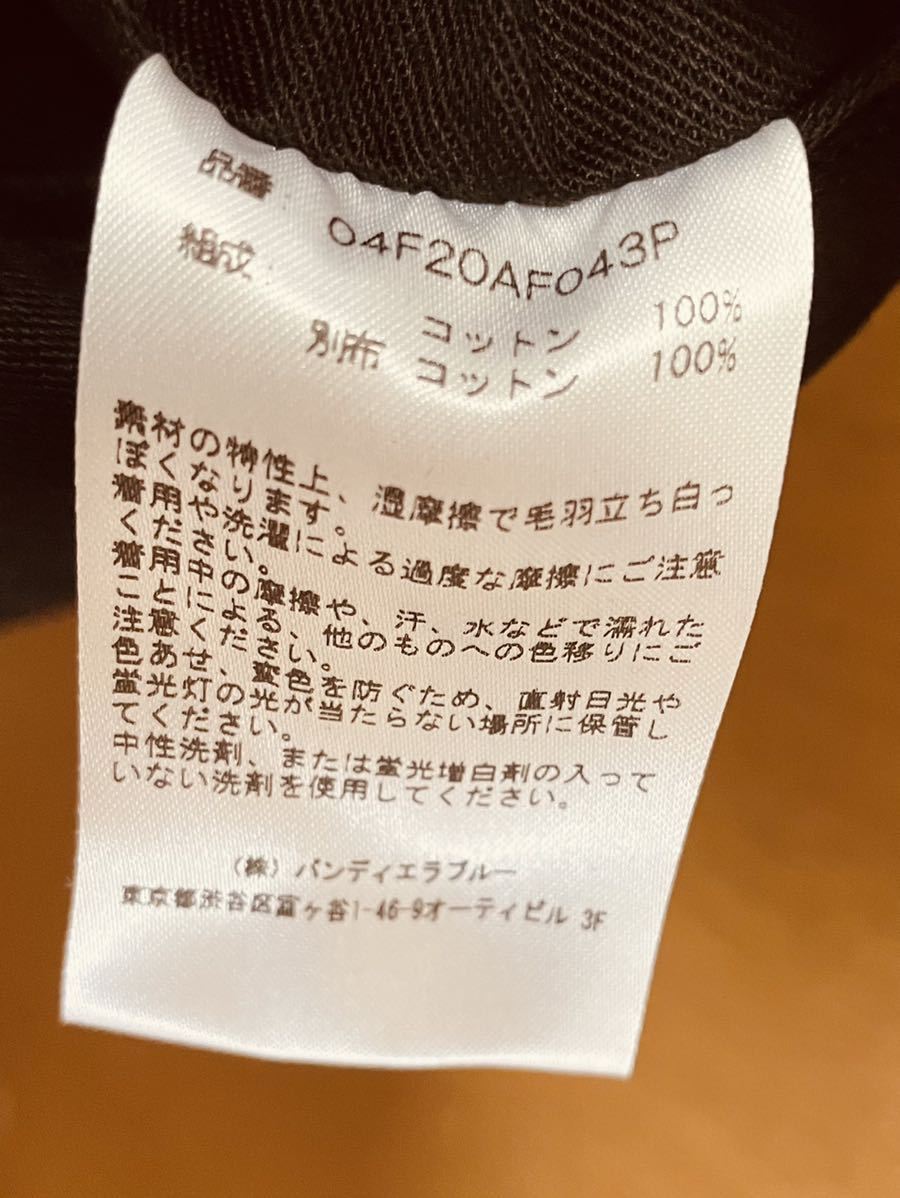 品番: 04F20AF043P
組成: コットン 100%
別布 コットン 100%
素材の特性上、湿摩擦で毛羽立ち白っ
ぽくなります。
着用や洗濯による過度な摩擦にご注意
ください。
着用中の摩擦や、汗、水などで濡れた
ことによる、他のものへの色移りにご
注意ください。
色あせ、変色を防ぐため、直射日光や
蛍光灯の光が当たらない場所に保管し
てください。
中性洗剤、または蛍光増白剤の入って
いない洗剤を使用してください。
(株) バンディエラブルー
東京都渋谷区富ヶ谷1-46-9オーティビル 3F